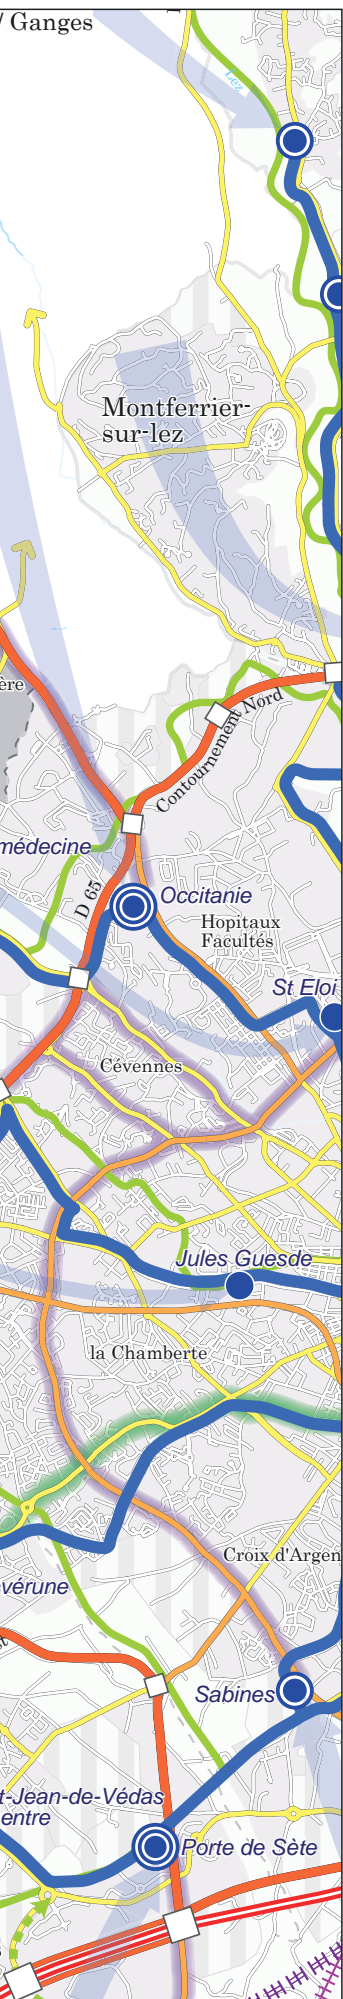 / Ganges
Lez
Montferrier-
sur-lez
ère
Contournement Nord
médecine
D 65
Occitanie
Hopitaux
Facultés
St Eloi
Cévennes
Jules Guesde
la Chamberte
Croix d'Argen
vérune
Sabines
t-Jean-de-Védas
entre
Porte de Sète